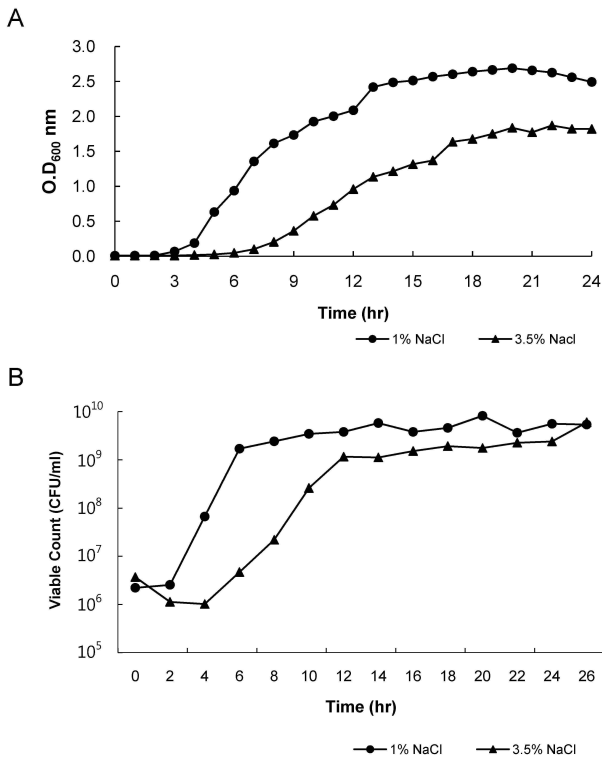 A
O.D600 nm
3.0
2.5
2.0
1.5
1.0
0.5
0.0
0 3 6 9 12 15 18 21 24
Time (hr)
1% NaCl 3.5% Nacl
B
Viable Count (CFU/ml)
10^10
10^9
10^8
10^7
10^6
10^5
0 2 4 6 8 10 12 14 16 18 20 22 24 26
Time (hr)
1% NaCl 3.5% NaCl